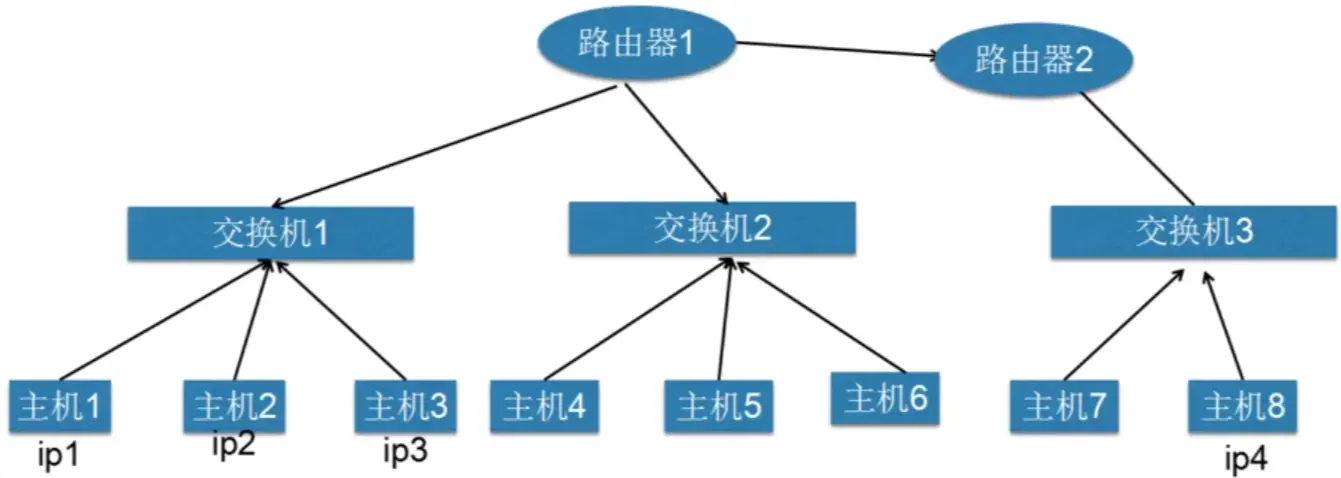 路由器1
路由器2
交换机1
交换机2
交换机3
主机1
主机2
主机3
主机4
主机5
主机6
主机7
主机8
ip1
ip2
ip3
ip4